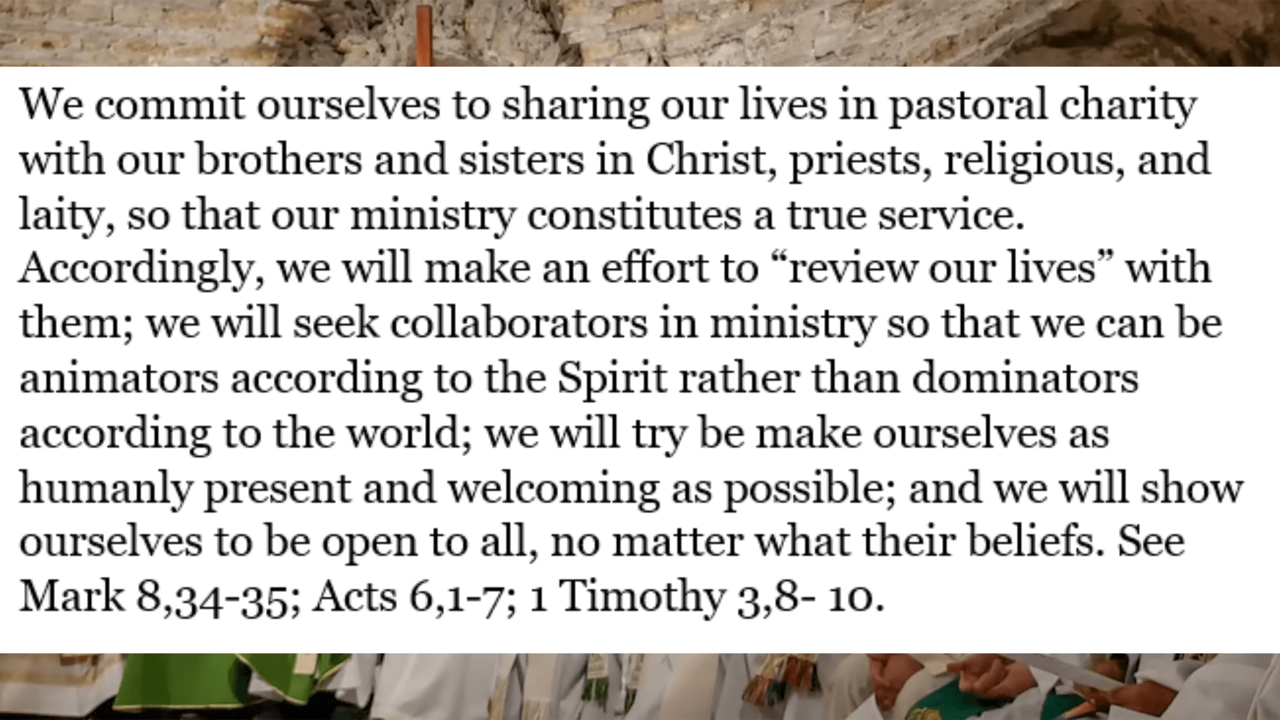 We commit ourselves to sharing our lives in pastoral charity
with our brothers and sisters in Christ, priests, religious, and
laity, so that our ministry constitutes a true service.
Accordingly, we will make an effort to “review our lives” with
them; we will seek collaborators in ministry so that we can be
animators according to the Spirit rather than dominators
according to the world; we will try be make ourselves as
humanly present and welcoming as possible; and we will show
ourselves to be open to all, no matter what their beliefs. See
Mark 8,34-35; Acts 6,1-7; 1 Timothy 3,8- 10.